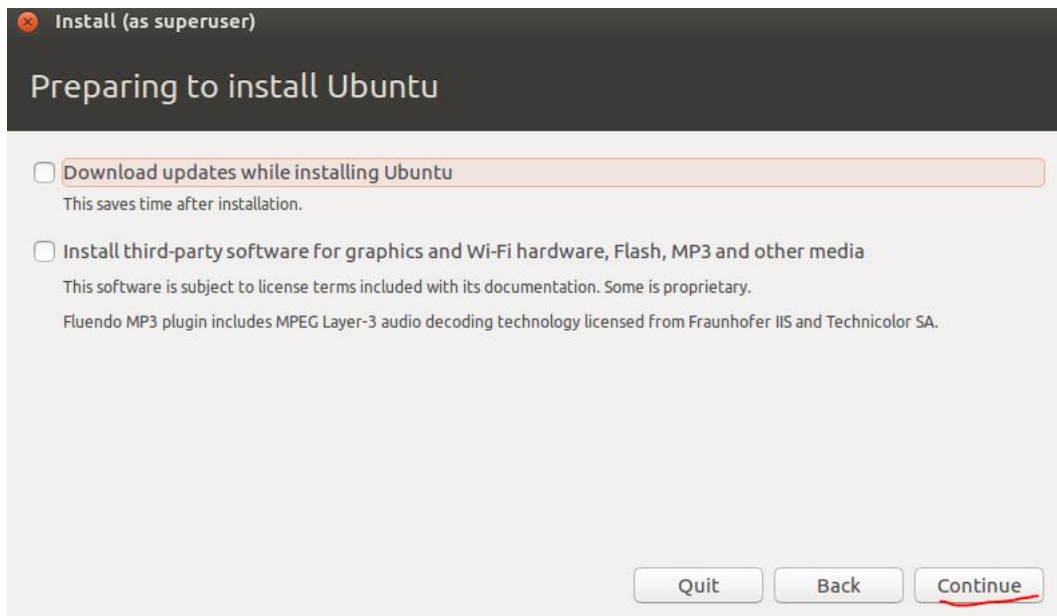 Install (as superuser)
Preparing to install Ubuntu
Download updates while installing Ubuntu
This saves time after installation.
Install third-party software for graphics and Wi-Fi hardware, Flash, MP3 and other media
This software is subject to license terms included with its documentation. Some is proprietary.
Fluendo MP3 plugin includes MPEG Layer-3 audio decoding technology licensed from Fraunhofer IIS and Technicolor SA.
Quit Back Continue